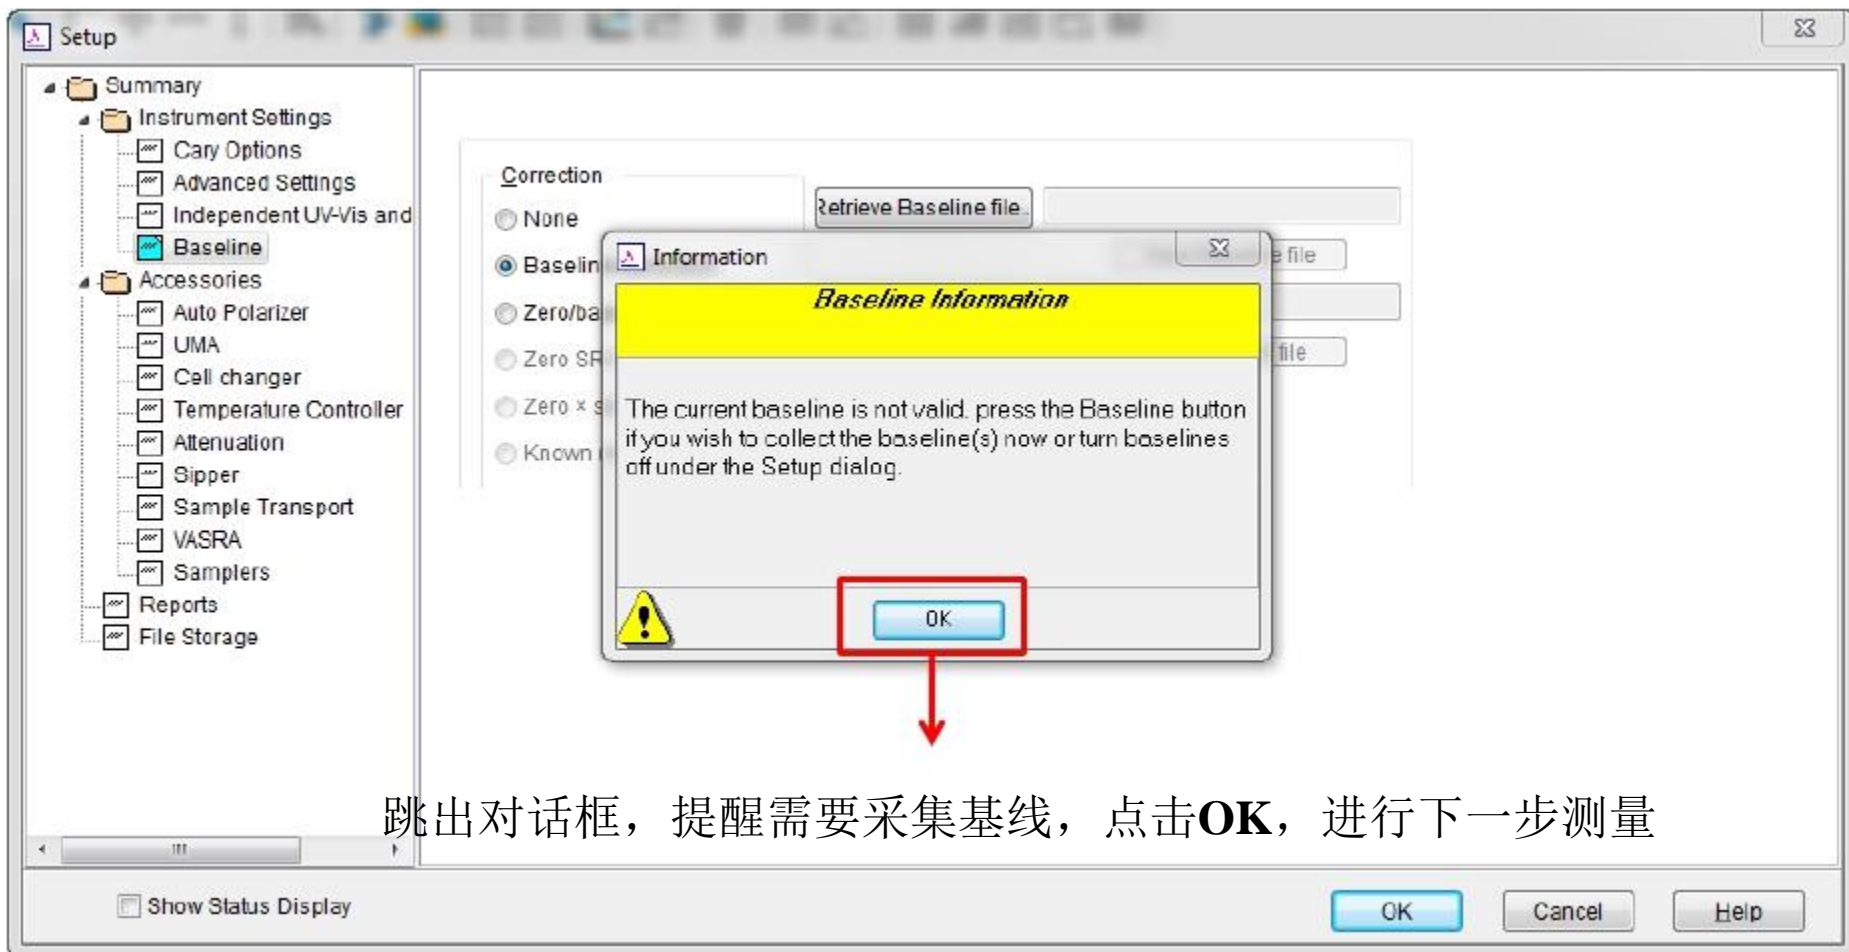 Setup
Summary
Instrument Settings
Cary Options
Advanced Settings
Independent UV-Vis and
Baseline
Accessories
Auto Polarizer
UMA
Cell changer
Temperature Controller
Attenuation
Sipper
Sample Transport
VASRA
Samplers
Reports
File Storage
Correction
None
Baselin
Zero/ba
Zero SR
Zero × s
Known
Retrieve Baseline file..
e file
file
Information
Baseline Information
The current baseline is not valid. press the Baseline button
if you wish to collect the baseline(s) now or turn baselines
off under the Setup dialog.
OK
跳出对话框，提醒需要采集基线，点击OK，进行下一步测量
Show Status Display
OK
Cancel
Help